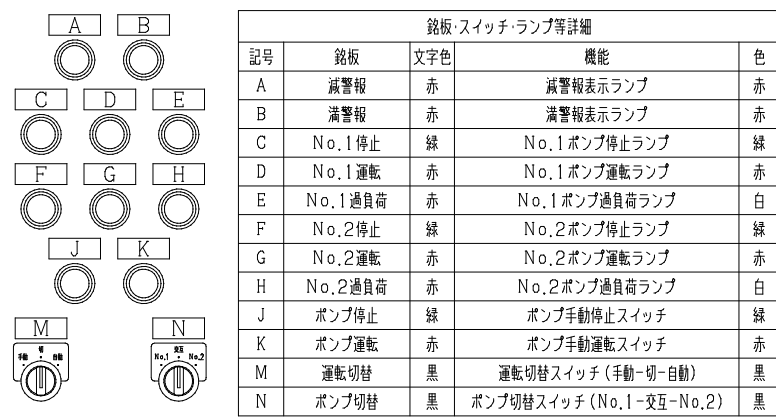 A B
C D E
F G H
J K
M N
手動 切 自動
No.1 交互 No.2
銘板・スイッチ・ランプ等詳細
記号 銘板 文字色 機能 色
A 減警報 赤 減警報表示ランプ 赤
B 満警報 赤 満警報表示ランプ 赤
C No.1停止 緑 No.1ポンプ停止ランプ 緑
D No.1運転 赤 No.1ポンプ運転ランプ 赤
E No.1過負荷 赤 No.1ポンプ過負荷ランプ 白
F No.2停止 緑 No.2ポンプ停止ランプ 緑
G No.2運転 赤 No.2ポンプ運転ランプ 赤
H No.2過負荷 赤 No.2ポンプ過負荷ランプ 白
J ポンプ停止 緑 ポンプ手動停止スイッチ 緑
K ポンプ運転 赤 ポンプ手動運転スイッチ 赤
M 運転切替 黒 運転切替スイッチ(手動-切-自動) 黒
N ポンプ切替 黒 ポンプ切替スイッチ(No.1-交互-No.2) 黒